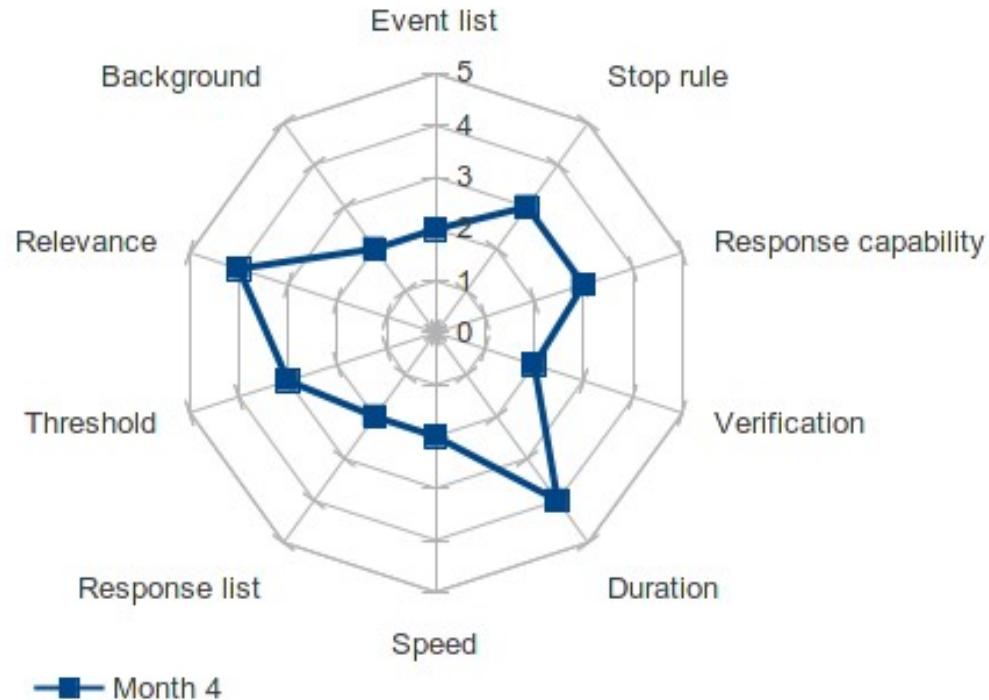 Event list
Background
Stop rule
5
4
3
2
1
0
Relevance
Response capability
Threshold
Verification
Response list
Duration
Speed
Month 4